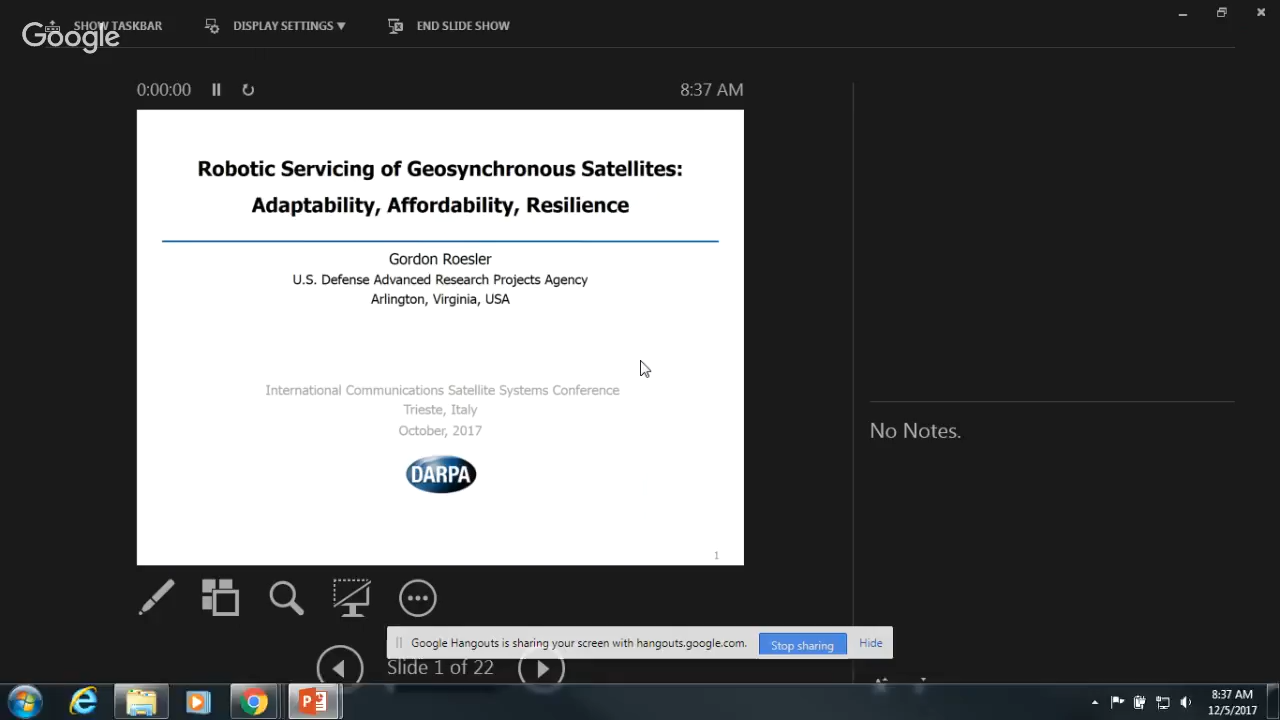 SHOW TASKBAR
DISPLAY SETTINGS
END SLIDE SHOW
Google
0:00:00
8:37 AM
Robotic Servicing of Geosynchronous Satellites:
Adaptability, Affordability, Resilience
Gordon Roesler
U.S. Defense Advanced Research Projects Agency
Arlington, Virginia, USA
International Communications Satellite Systems Conference
Trieste, Italy
October, 2017
DARPA
1
No Notes.
Google Hangouts is sharing your screen with hangouts.google.com.
Stop sharing
Hide
Slide 1 of 22
8:37 AM
12/5/2017